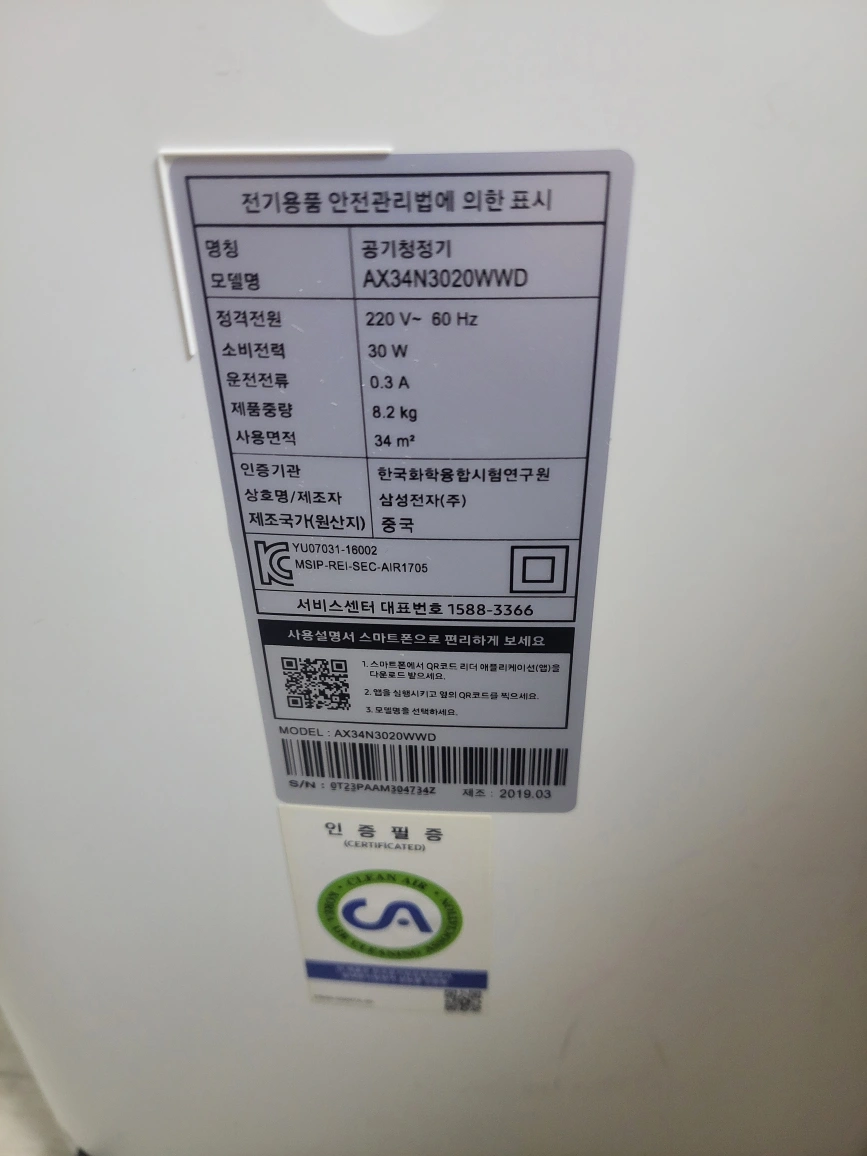 전기용품 안전관리법에 의한 표시
명칭 공기청정기
모델명 AX34N3020WWD
정격전원 220 V~ 60 Hz
소비전력 30 W
운전전류 0.3 A
제품중량 8.2 kg
사용면적 34 m²
인증기관 한국화학융합시험연구원
상호명/제조자 삼성전자(주)
제조국가(원산지) 중국
YU07031-16002
MSIP-REI-SEC-AIR1705
서비스센터 대표번호 1588-3366
사용설명서 스마트폰으로 편리하게 보세요
1. 스마트폰에서 QR코드 리더 애플리케이션(앱)을
다운로드 받으세요.
2. 앱을 실행시키고 옆의 QR코드를 찍으세요.
3. 모델명을 선택하세요.
MODEL : AX34N3020WWD
S/N : 0T23PAAM304734Z 제조 : 2019.03
인증필증
(CERTIFICATED)
CLEAN AIR
CA